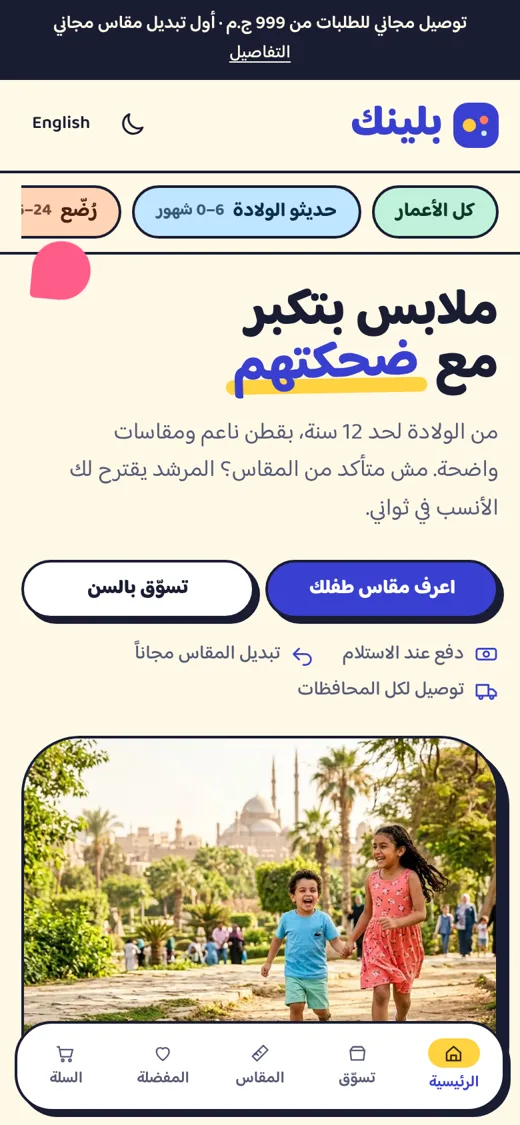 توصيل مجاني للطلبات من 999 ج.م · أول تبديل مقاس مجاني
التفاصيل
بلينك
English
كل الأعمار
حديثو الولادة 0–6 شهور
رُضّع
ملابس بتكبر
مع ضحكتهم
من الولادة لحد 12 سنة، بقطن ناعم ومقاسات
واضحة. مش متأكد من المقاس؟ المرشد يقترح لك
الأنسب في ثواني.
اعرف مقاس طفلك
تسوّق بالسن
دفع عند الاستلام
تبديل المقاس مجاناً
توصيل لكل المحافظات
الرئيسية
تسوّق
المقاس
المفضلة
السلة